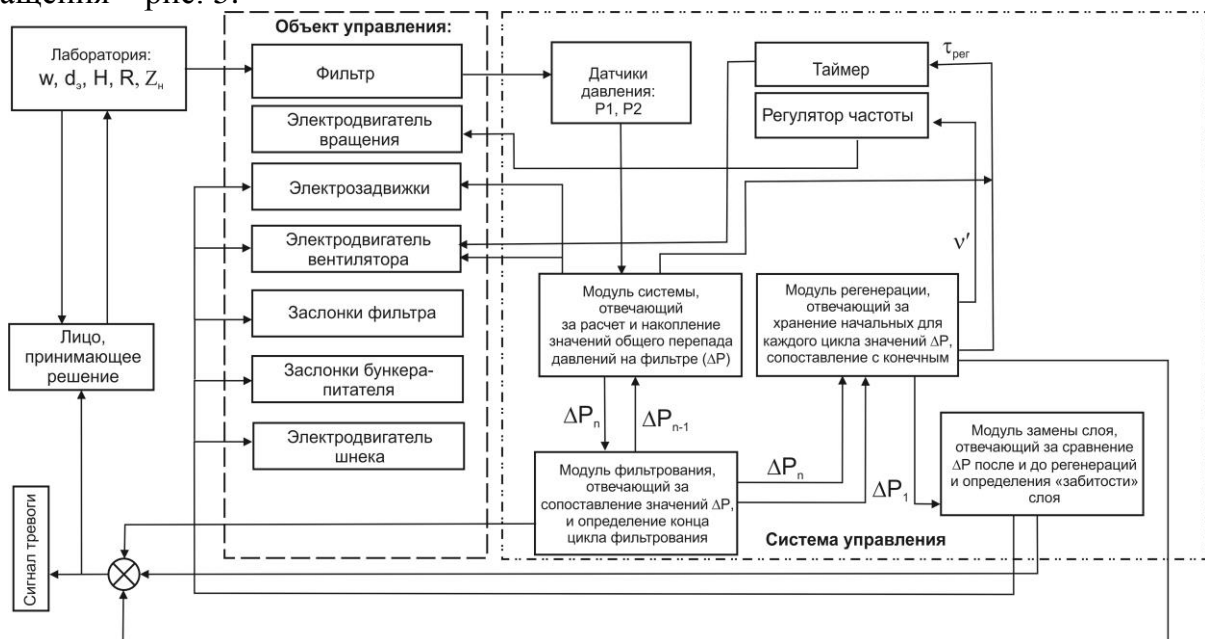 ащения – рис. 3.
Объект управления:
Лаборатория:
w, dэ, H, R, Zн
Фильтр
Датчики
давления:
P1, P2
Таймер
τрег
Регулятор частоты
Электродвигатель
вращения
Электрозадвижки
Электродвигатель
вентилятора
ν′
Модуль системы,
отвечающий
за расчет и накопление
значений общего перепада
давлений на фильтре (ΔP)
Модуль регенерации,
отвечающий за
хранение начальных для
каждого цикла значений ΔP,
сопоставление с конечным
Заслонки фильтра
Лицо,
принимающее
решение
Заслонки бункера-
питателя
Электродвигатель
шнека
ΔPn
ΔPn-1
Модуль фильтрования,
отвечающий за
сопоставление значений ΔP,
и определение конца
цикла фильтрования
ΔPn
ΔP1
Модуль замены слоя,
отвечающий за сравнение
ΔP после и до регенераций
и определения «забитости»
слоя
Система управления
Сигнал тревоги